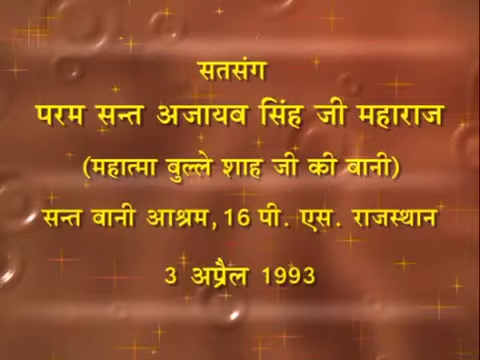 सतसंग
परम सन्त अजायब सिंह जी महाराज
(महात्मा बुल्ले शाह जी की बानी)
सन्त बानी आश्रम, 16 पी. एस. राजस्थान
3 अप्रैल 1993